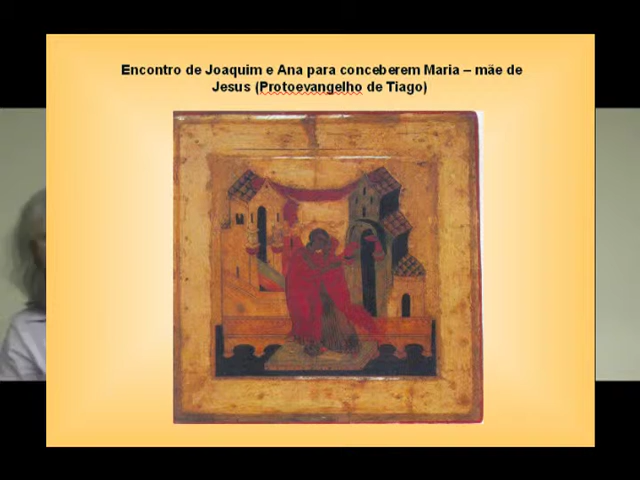 Encontro de Joaquim e Ana para conceberem Maria – mãe de
Jesus (Protoevangelho de Tiago)